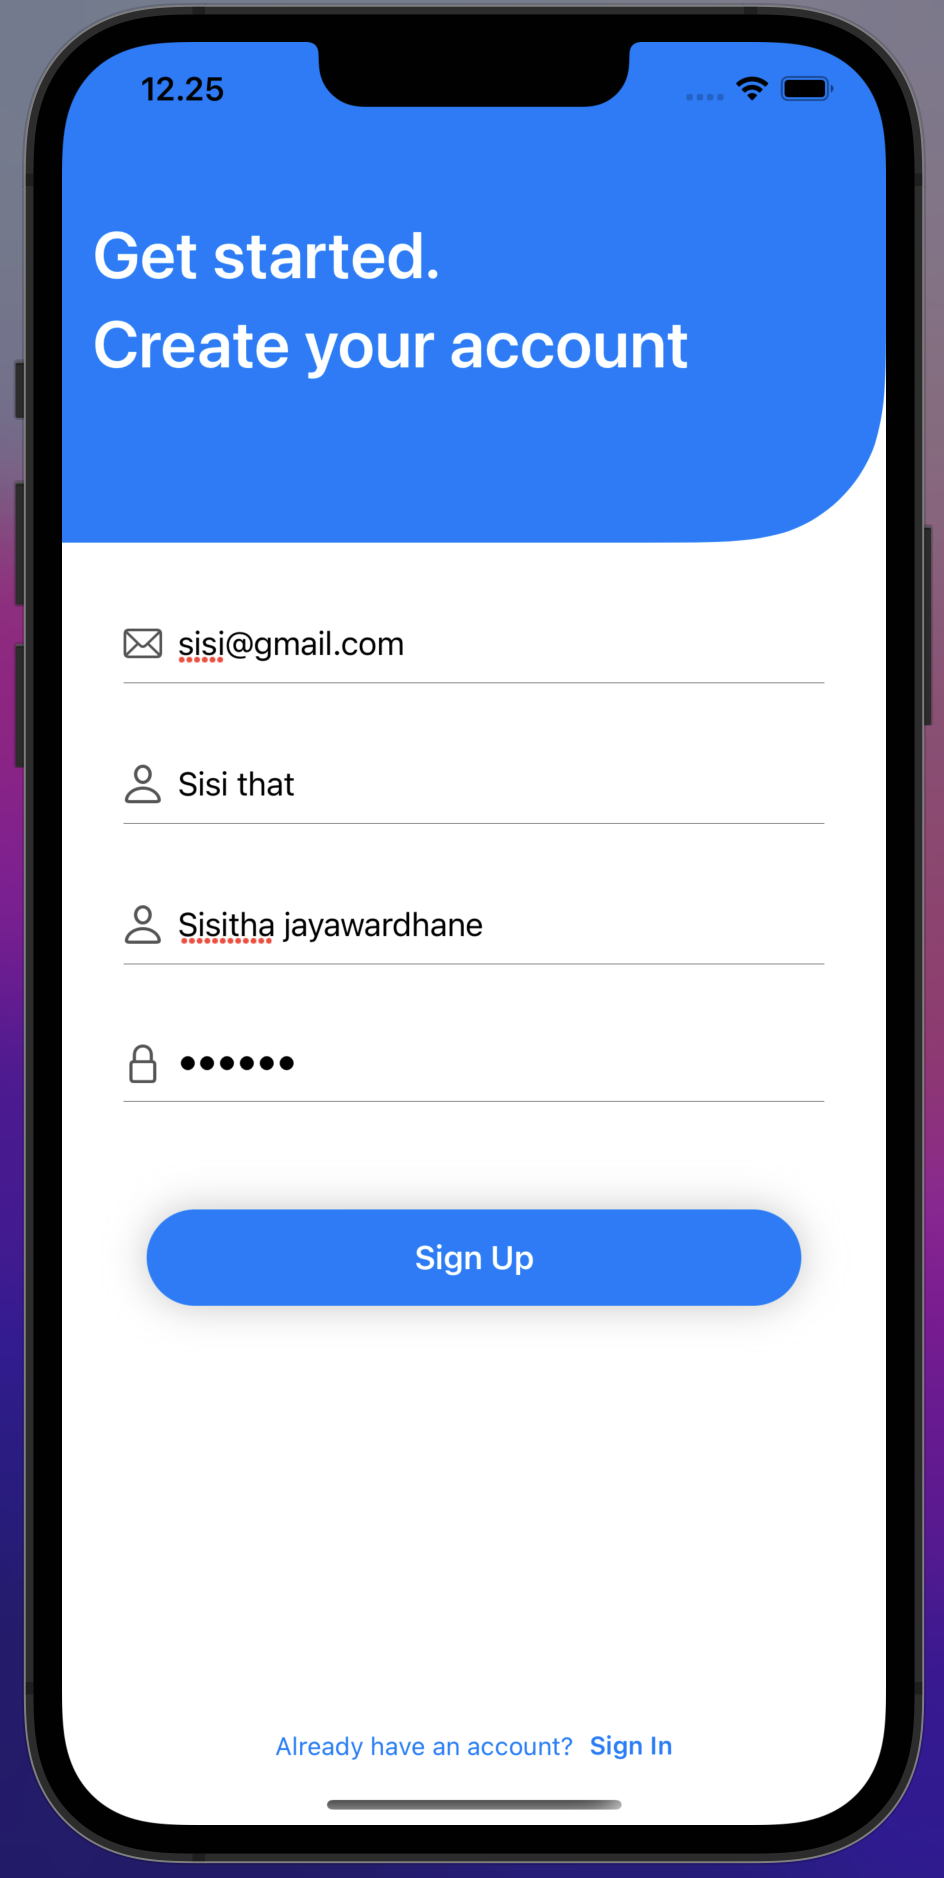 12.25
Get started.
Create your account
sisi@gmail.com
Sisi that
Sisitha jayawardhane
••••••
Sign Up
Already have an account? Sign In